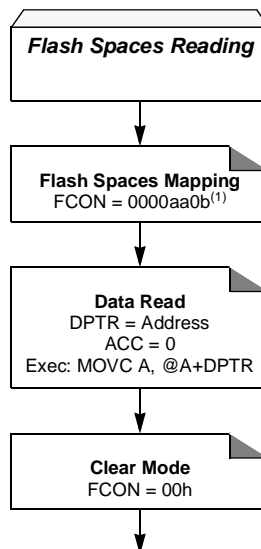 Flash Spaces Reading
Flash Spaces Mapping
FCON = 0000aa0b(1)
Data Read
DPTR = Address
ACC = 0
Exec: MOVC A, @A+DPTR
Clear Mode
FCON = 00h